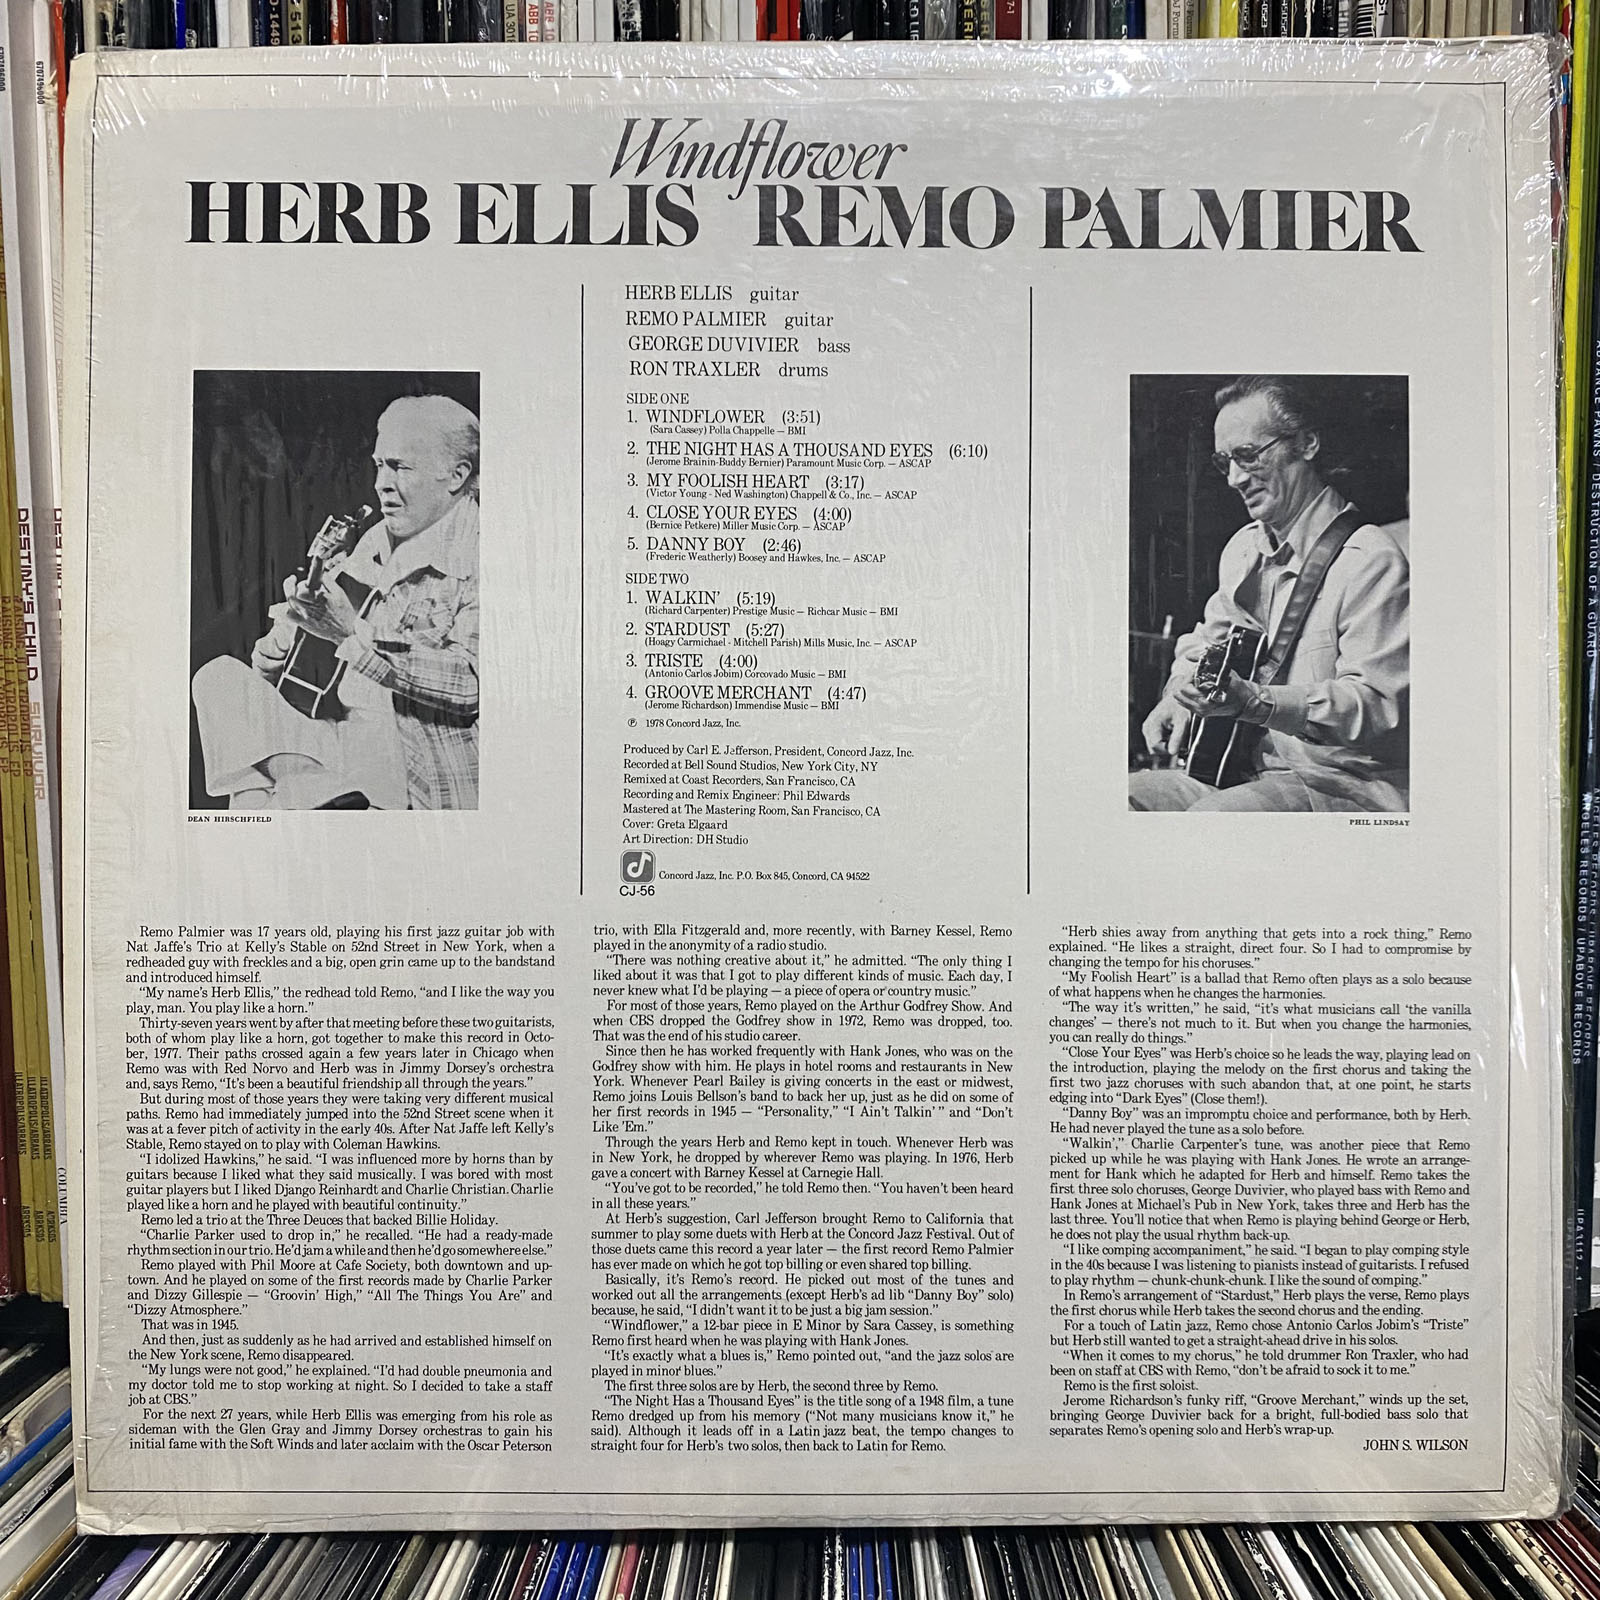 Windflower
HERB ELLIS REMO PALMIER
HERB ELLIS guitar
REMO PALMIER guitar
GEORGE DUVIVIER bass
RON TRAXLER drums
SIDE ONE
1. WINDFLOWER (3:51)
(Sara Cassey) Polla Chappelle – BMI
2. THE NIGHT HAS A THOUSAND EYES (6:10)
(Jerome Brainin-Buddy Bernier) Paramount Music Corp. – ASCAP
3. MY FOOLISH HEART (3:17)
(Victor Young - Ned Washington) Chappell & Co., Inc. – ASCAP
4. CLOSE YOUR EYES (4:00)
(Bernice Petkere) Miller Music Corp. – ASCAP
5. DANNY BOY (2:46)
(Frederic Weatherly) Boosey and Hawkes, Inc. – ASCAP
SIDE TWO
1. WALKIN' (5:19)
(Richard Carpenter) Prestige Music – Richcar Music – BMI
2. STARDUST (5:27)
(Hoagy Carmichael - Mitchell Parish) Mills Music, Inc. – ASCAP
3. TRISTE (4:00)
(Antonio Carlos Jobim) Corcovado Music – BMI
4. GROOVE MERCHANT (4:47)
(Jerome Richardson) Immendise Music – BMI
℗ 1978 Concord Jazz, Inc.
Produced by Carl E. Jefferson, President, Concord Jazz, Inc.
Recorded at Bell Sound Studios, New York City, NY
Remixed at Coast Recorders, San Francisco, CA
Recording and Remix Engineer: Phil Edwards
Mastered at The Mastering Room, San Francisco, CA
Cover: Greta Elgaard
Art Direction: DH Studio
Concord Jazz, Inc. P.O. Box 845, Concord, CA 94522
CJ-56
DEAN HIRSCHFIELD
PHIL LINDSAY
Remo Palmier was 17 years old, playing his first jazz guitar job with
Nat Jaffe's Trio at Kelly's Stable on 52nd Street in New York, when a
redheaded guy with freckles and a big, open grin came up to the bandstand
and introduced himself.
"My name's Herb Ellis," the redhead told Remo, "and I like the way you
play, man. You play like a horn."
Thirty-seven years went by after that meeting before these two guitarists,
both of whom play like a horn, got together to make this record in Octo-
ber, 1977. Their paths crossed again a few years later in Chicago when
Remo was with Red Norvo and Herb was in Jimmy Dorsey's orchestra
and, says Remo, "It's been a beautiful friendship all through the years."
But during most of those years they were taking very different musical
paths. Remo had immediately jumped into the 52nd Street scene when it
was at a fever pitch of activity in the early 40s. After Nat Jaffe left Kelly's
Stable, Remo stayed on to play with Coleman Hawkins.
"I idolized Hawkins," he said. "I was influenced more by horns than by
guitars because I liked what they said musically. I was bored with most
guitar players but I liked Django Reinhardt and Charlie Christian. Charlie
played like a horn and he played with beautiful continuity."
Remo led a trio at the Three Deuces that backed Billie Holiday.
"Charlie Parker used to drop in," he recalled. "He had a ready-made
rhythm section in our trio. He'd jam a while and then he'd go somewhere else."
Remo played with Phil Moore at Cafe Society, both downtown and up-
town. And he played on some of the first records made by Charlie Parker
and Dizzy Gillespie — "Groovin' High," "All The Things You Are" and
"Dizzy Atmosphere."
That was in 1945.
And then, just as suddenly as he had arrived and established himself on
the New York scene, Remo disappeared.
"My lungs were not good," he explained. "I'd had double pneumonia and
my doctor told me to stop working at night. So I decided to take a staff
job at CBS."
For the next 27 years, while Herb Ellis was emerging from his role as
sideman with the Glen Gray and Jimmy Dorsey orchestras to gain his
initial fame with the Soft Winds and later acclaim with the Oscar Peterson
trio, with Ella Fitzgerald and, more recently, with Barney Kessel, Remo
played in the anonymity of a radio studio.
"There was nothing creative about it," he admitted. "The only thing I
liked about it was that I got to play different kinds of music. Each day, I
never knew what I'd be playing — a piece of opera or country music."
For most of those years, Remo played on the Arthur Godfrey Show. And
when CBS dropped the Godfrey show in 1972, Remo was dropped, too.
That was the end of his studio career.
Since then he has worked frequently with Hank Jones, who was on the
Godfrey show with him. He plays in hotel rooms and restaurants in New
York. Whenever Pearl Bailey is giving concerts in the east or midwest,
Remo joins Louis Bellson's band to back her up, just as he did on some of
her first records in 1945 — "Personality," "I Ain't Talkin'" and "Don't
Like 'Em."
Through the years Herb and Remo kept in touch. Whenever Herb was
in New York, he dropped by wherever Remo was playing. In 1976, Herb
gave a concert with Barney Kessel at Carnegie Hall.
"You've got to be recorded," he told Remo then. "You haven't been heard
in all these years."
At Herb's suggestion, Carl Jefferson brought Remo to California that
summer to play some duets with Herb at the Concord Jazz Festival. Out of
those duets came this record a year later — the first record Remo Palmier
has ever made on which he got top billing or even shared top billing.
Basically, it's Remo's record. He picked out most of the tunes and
worked out all the arrangements (except Herb's ad lib "Danny Boy" solo)
because, he said, "I didn't want it to be just a big jam session."
"Windflower," a 12-bar piece in E Minor by Sara Cassey, is something
Remo first heard when he was playing with Hank Jones.
"It's exactly what a blues is," Remo pointed out, "and the jazz solos are
played in minor blues."
The first three solos are by Herb, the second three by Remo.
"The Night Has a Thousand Eyes" is the title song of a 1948 film, a tune
Remo dredged up from his memory ("Not many musicians know it," he
said). Although it leads off in a Latin jazz beat, the tempo changes to
straight four for Herb's two solos, then back to Latin for Remo.
"Herb shies away from anything that gets into a rock thing," Remo
explained. "He likes a straight, direct four. So I had to compromise by
changing the tempo for his choruses."
"My Foolish Heart" is a ballad that Remo often plays as a solo because
of what happens when he changes the harmonies.
"The way it's written," he said, "it's what musicians call 'the vanilla
changes' — there's not much to it. But when you change the harmonies,
you can really do things."
"Close Your Eyes" was Herb's choice so he leads the way, playing lead on
the introduction, playing the melody on the first chorus and taking the
first two jazz choruses with such abandon that, at one point, he starts
edging into "Dark Eyes" (Close them!).
"Danny Boy" was an impromptu choice and performance, both by Herb.
He had never played the tune as a solo before.
"Walkin'," Charlie Carpenter's tune, was another piece that Remo
picked up while he was playing with Hank Jones. He wrote an arrange-
ment for Hank which he adapted for Herb and himself. Remo takes the
first three solo choruses, George Duvivier, who played bass with Remo and
Hank Jones at Michael's Pub in New York, takes three and Herb has the
last three. You'll notice that when Remo is playing behind George or Herb,
he does not play the usual rhythm back-up.
"I like comping accompaniment," he said. "I began to play comping style
in the 40s because I was listening to pianists instead of guitarists. I refused
to play rhythm — chunk-chunk-chunk. I like the sound of comping."
In Remo's arrangement of "Stardust," Herb plays the verse, Remo plays
the first chorus while Herb takes the second chorus and the ending.
For a touch of Latin jazz, Remo chose Antonio Carlos Jobim's "Triste"
but Herb still wanted to get a straight-ahead drive in his solos.
"When it comes to my chorus," he told drummer Ron Traxler, who had
been on staff at CBS with Remo, "don't be afraid to sock it to me."
Remo is the first soloist.
Jerome Richardson's funky riff, "Groove Merchant," winds up the set,
bringing George Duvivier back for a bright, full-bodied bass solo that
separates Remo's opening solo and Herb's wrap-up.
JOHN S. WILSON
DESTINY'S CHILD SURVIVOR
COLUMBIA